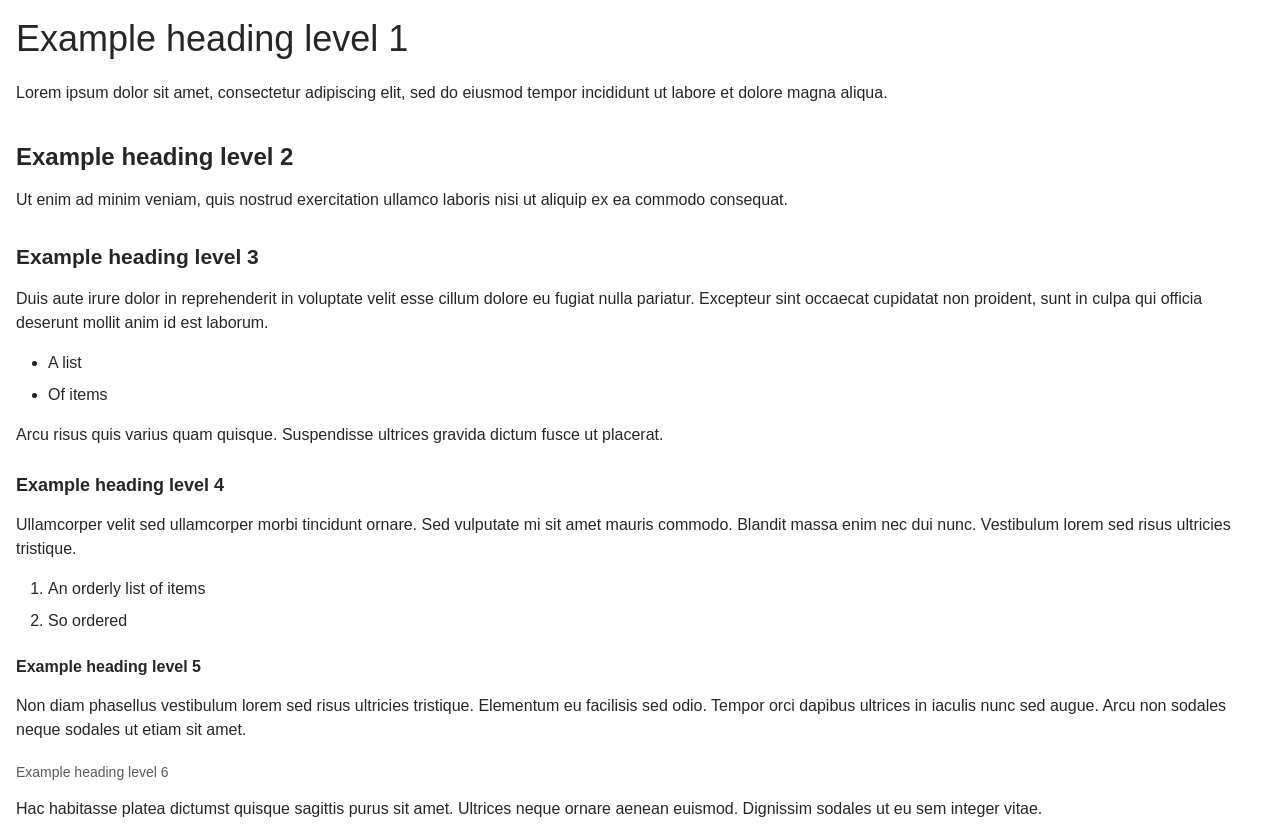 Example heading level 1
Lorem ipsum dolor sit amet, consectetur adipiscing elit, sed do eiusmod tempor incididunt ut labore et dolore magna aliqua.
Example heading level 2
Ut enim ad minim veniam, quis nostrud exercitation ullamco laboris nisi ut aliquip ex ea commodo consequat.
Example heading level 3
Duis aute irure dolor in reprehenderit in voluptate velit esse cillum dolore eu fugiat nulla pariatur. Excepteur sint occaecat cupidatat non proident, sunt in culpa qui officia
deserunt mollit anim id est laborum.
• A list
• Of items
Arcu risus quis varius quam quisque. Suspendisse ultrices gravida dictum fusce ut placerat.
Example heading level 4
Ullamcorper velit sed ullamcorper morbi tincidunt ornare. Sed vulputate mi sit amet mauris commodo. Blandit massa enim nec dui nunc. Vestibulum lorem sed risus ultricies
tristique.
1. An orderly list of items
2. So ordered
Example heading level 5
Non diam phasellus vestibulum lorem sed risus ultricies tristique. Elementum eu facilisis sed odio. Tempor orci dapibus ultrices in iaculis nunc sed augue. Arcu non sodales
neque sodales ut etiam sit amet.
Example heading level 6
Hac habitasse platea dictumst quisque sagittis purus sit amet. Ultrices neque ornare aenean euismod. Dignissim sodales ut eu sem integer vitae.